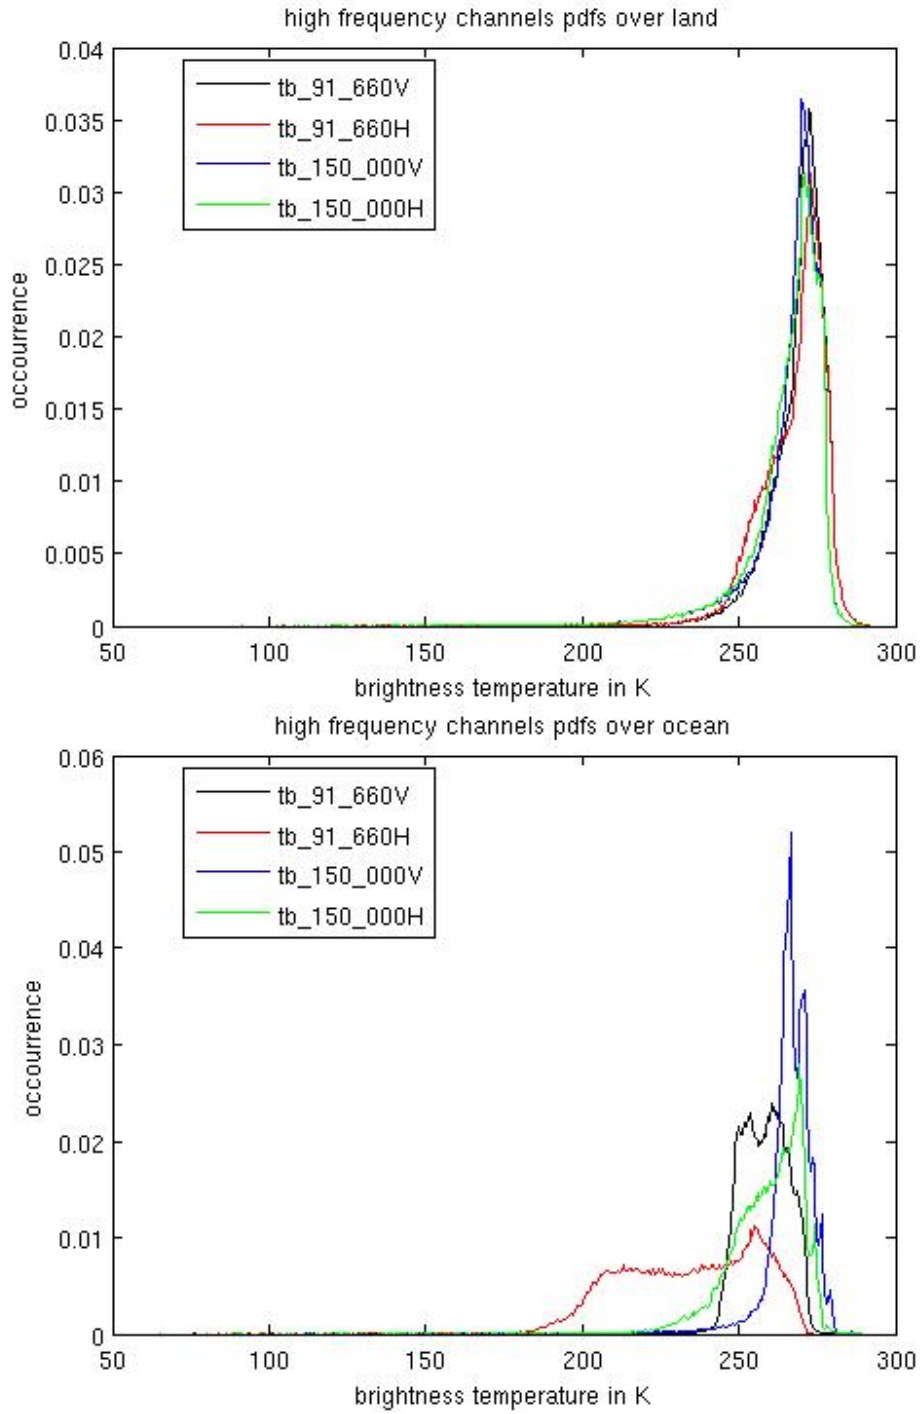 high frequency channels pdfs over land
0.04
0.035
0.03
0.025
0.02
0.015
0.01
0.005
0
occourrence
tb_91_660V
tb_91_660H
tb_150_000V
tb_150_000H
50 100 150 200 250 300
brightness temperature in K
high frequency channels pdfs over ocean
0.06
0.05
0.04
0.03
0.02
0.01
0
occourrence
tb_91_660V
tb_91_660H
tb_150_000V
tb_150_000H
50 100 150 200 250 300
brightness temperature in K